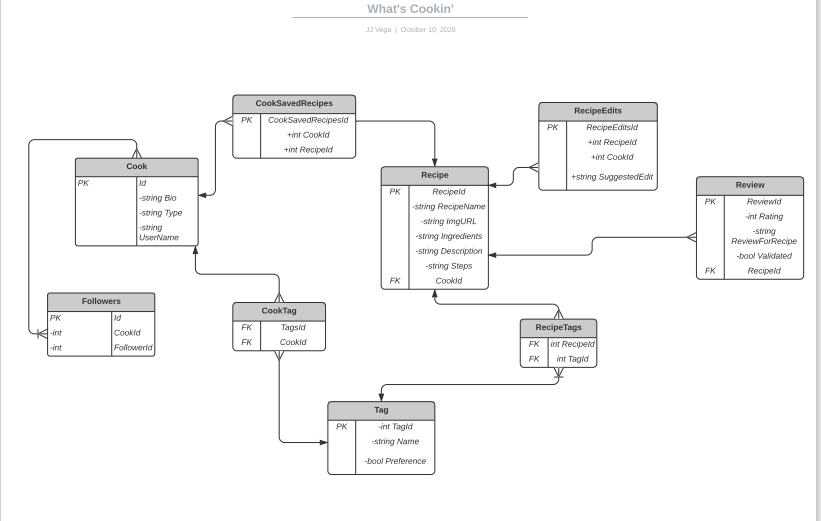 What's Cookin'
JJ Vega | October 10, 2020
CookSavedRecipes
PK CookSavedRecipesId
+int CookId
+int RecipeId
RecipeEdits
PK RecipeEditsId
+int RecipeId
+int CookId
+string SuggestedEdit
Cook
PK Id
-string Bio
-string Type
-string
UserName
Recipe
PK RecipeId
-string RecipeName
-string ImgURL
-string Ingredients
-string Description
-string Steps
FK CookId
Review
PK ReviewId
-int Rating
-string
ReviewForRecipe
-bool Validated
FK RecipeId
Followers
PK Id
-int CookId
-int FollowerId
CookTag
FK TagsId
FK CookId
RecipeTags
FK int RecipeId
FK int TagId
Tag
PK -int TagId
-string Name
-bool Preference